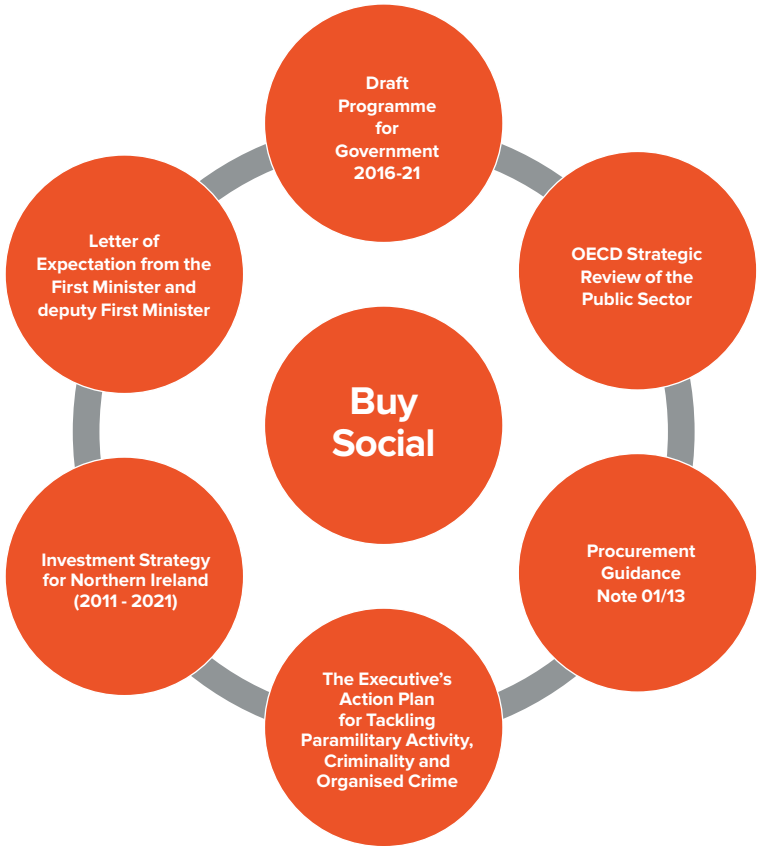 Draft
Programme
for
Government
2016-21
OECD Strategic
Review of the
Public Sector
Procurement
Guidance
Note 01/13
The Executive’s
Action Plan
for Tackling
Paramilitary Activity,
Criminality and
Organised Crime
Investment Strategy
for Northern Ireland
(2011 - 2021)
Letter of
Expectation from the
First Minister and
deputy First Minister
Buy
Social